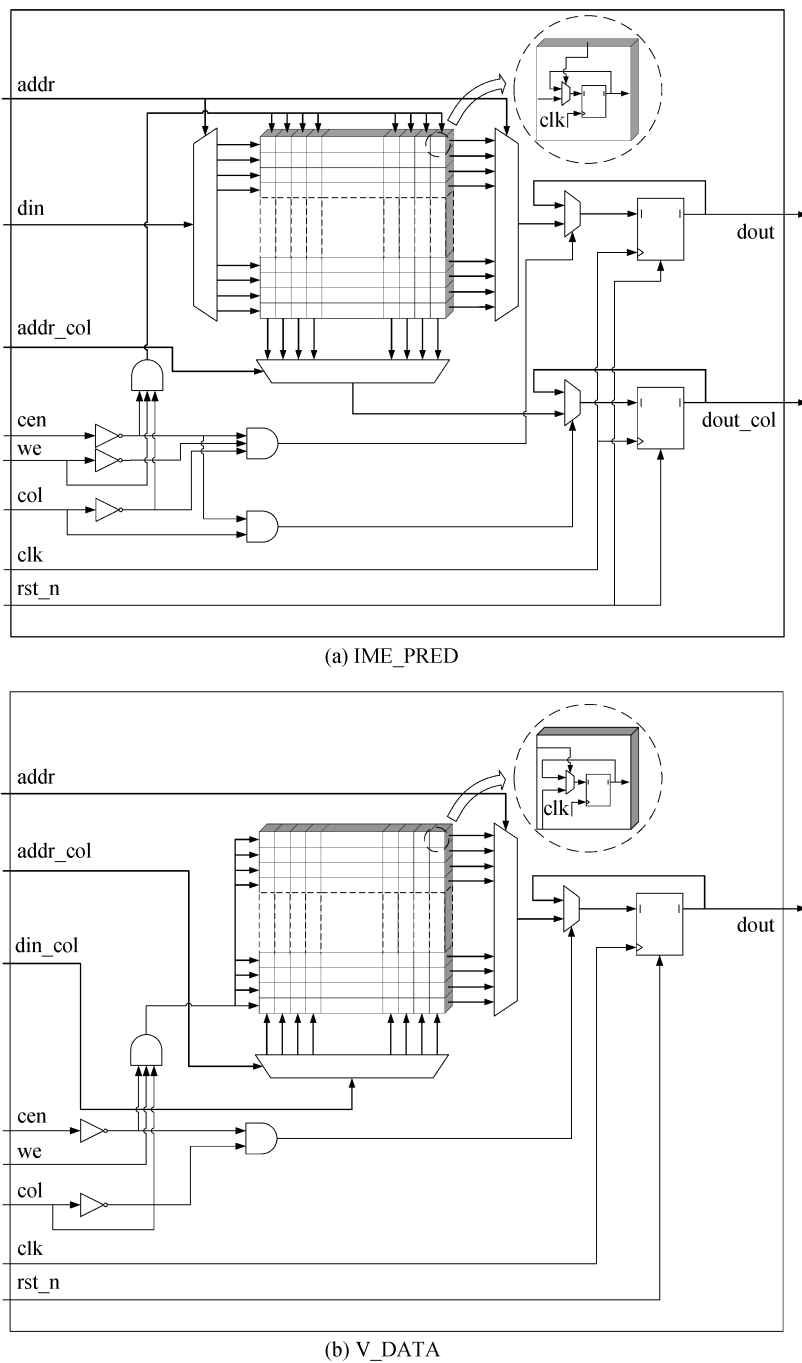 addr
clk
din
dout
addr_col
cen
dout_col
we
col
clk
rst_n
(a) IME_PRED
addr
clk
addr_col
dout
din_col
cen
we
col
clk
rst_n
(b) V_DATA